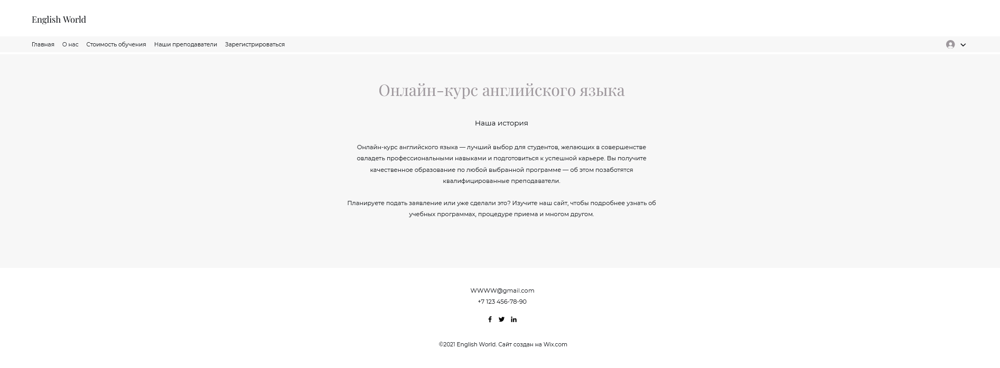 English World
Главная О нас Стоимость обучения Наши преподаватели Зарегистрироваться
Онлайн-курс английского языка
Наша история
Онлайн-курс английского языка — лучший выбор для студентов, желающих в совершенстве
овладеть профессиональными навыками и подготовиться к успешной карьере. Вы получите
качественное образование по любой выбранной программе — об этом позаботятся
квалифицированные преподаватели.
Планируете подать заявление или уже сделали это? Изучите наш сайт, чтобы подробнее узнать об
учебных программах, процедуре приема и многом другом.
WWWW@gmail.com
+7 123 456-78-90
©2021 English World. Сайт создан на Wix.com